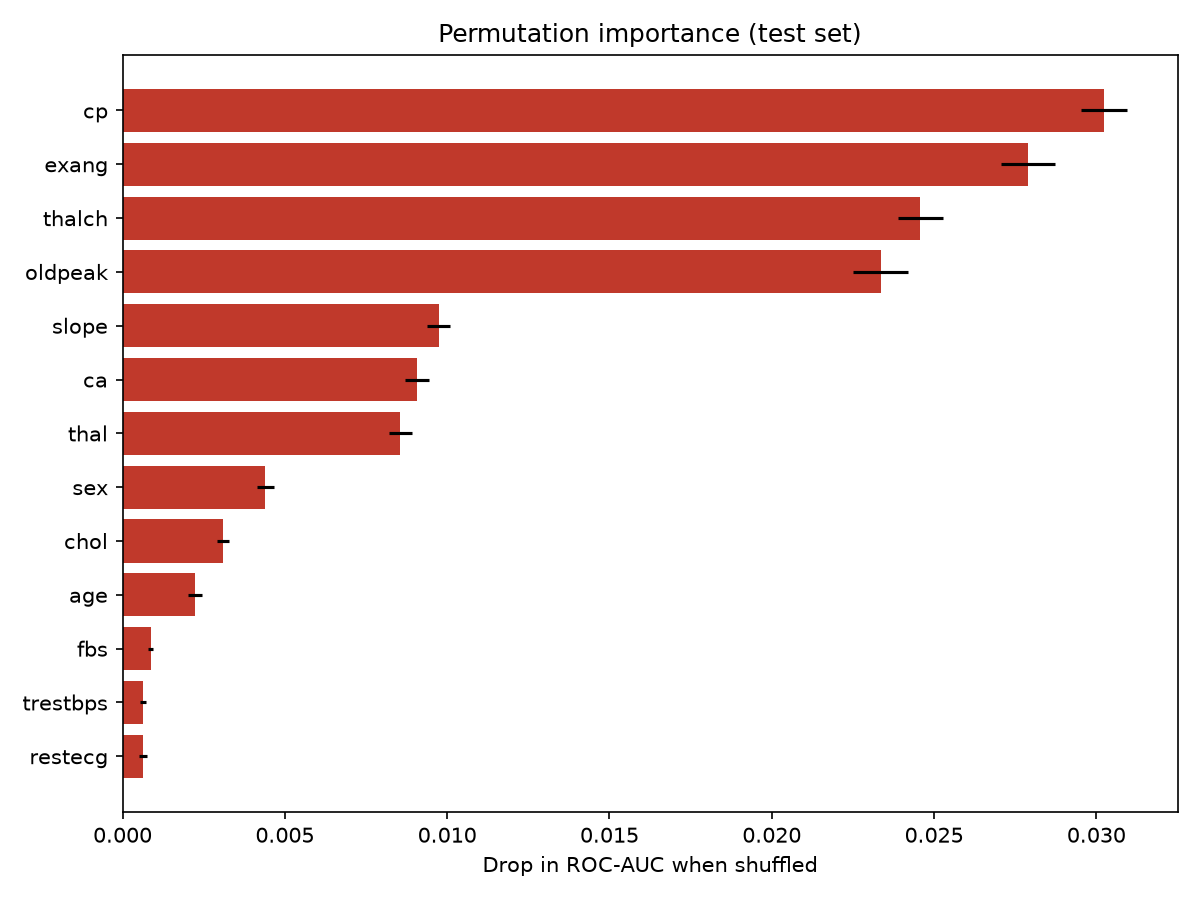 Permutation importance (test set)
cp
exang
thalch
oldpeak
slope
ca
thal
sex
chol
age
fbs
trestbps
restecg
0.000 0.005 0.010 0.015 0.020 0.025 0.030
Drop in ROC-AUC when shuffled